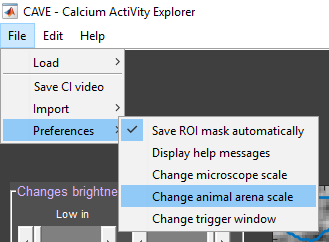 CAVE - Calcium ActiVity Explorer
File Edit Help
Load
Save CI video
Import
Preferences
Save ROI mask automatically
Display help messages
Change microscope scale
Change animal arena scale
Change trigger window
Changes brightne
Low in